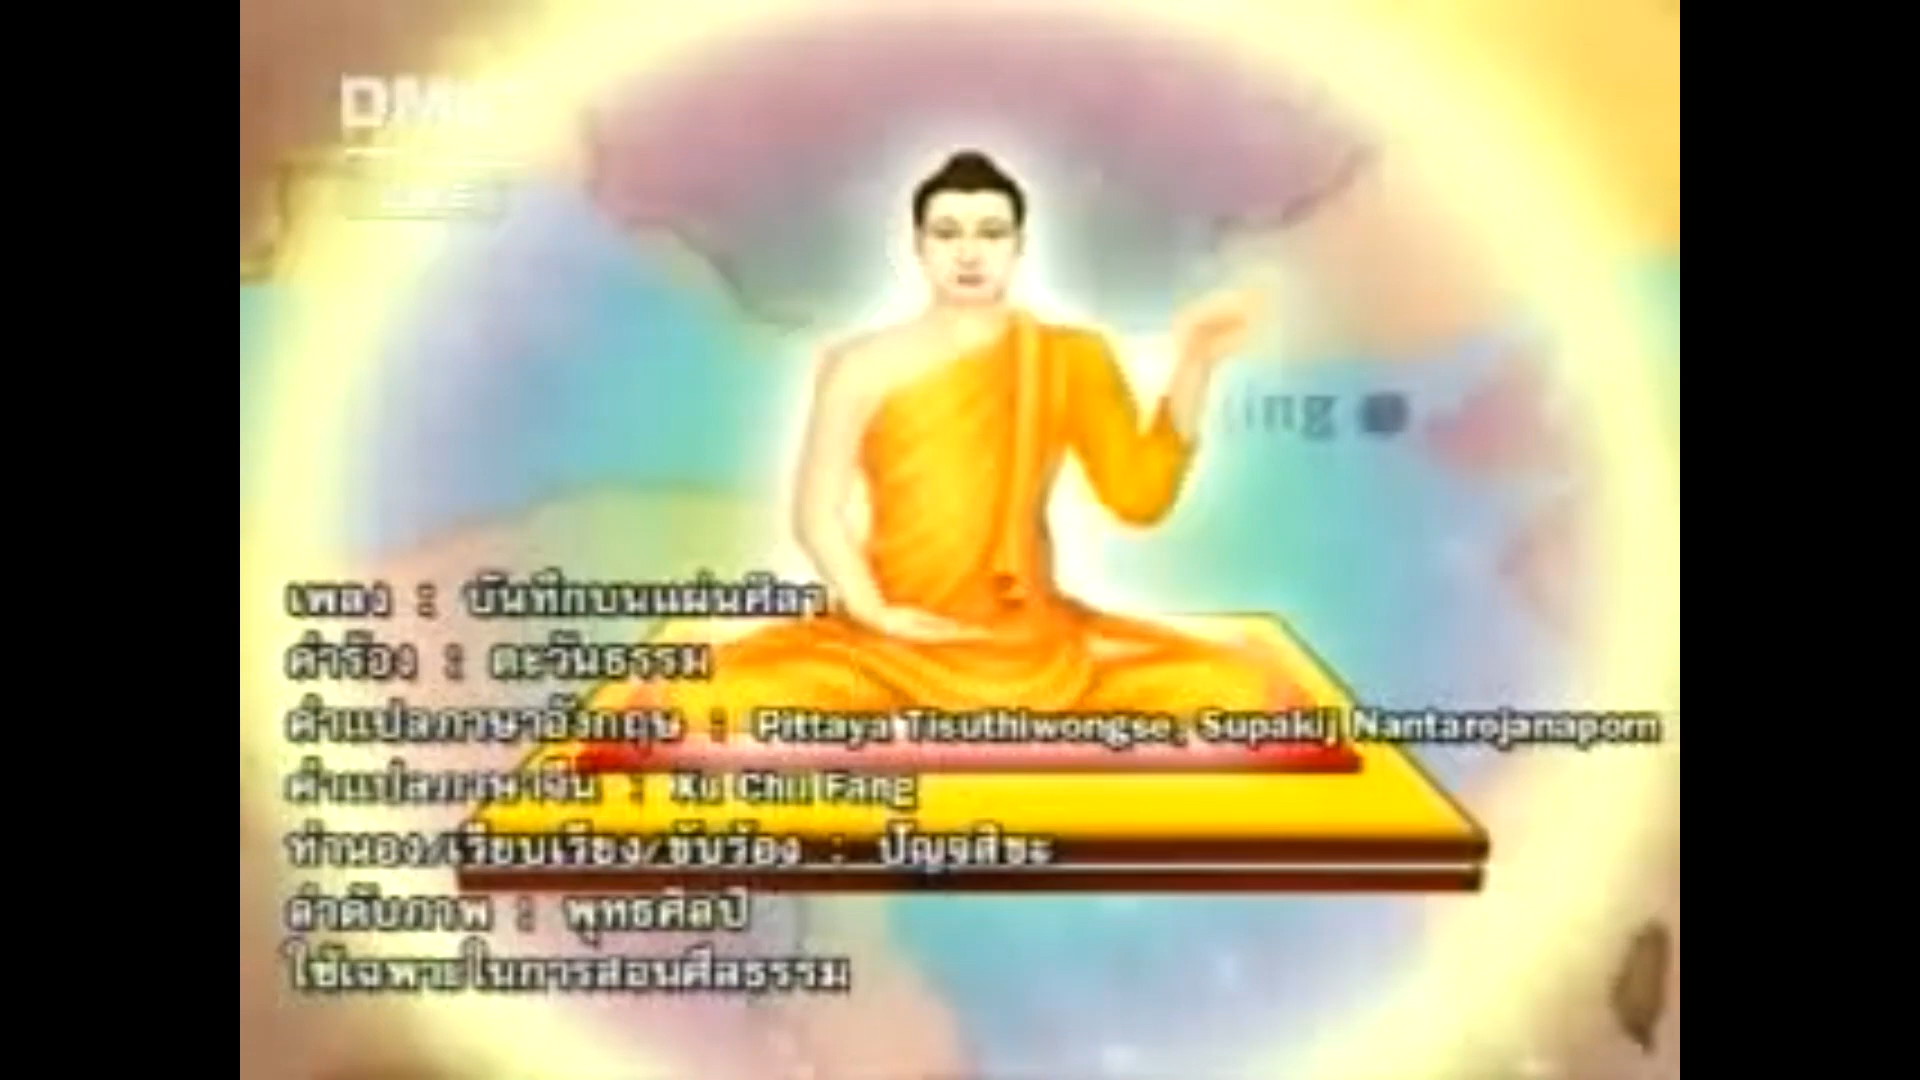 DMC
ing
เพลง : บันทึกบนแผ่นศิลา
คำร้อง : ตะวันธรรม
คำแปลภาษาอังกฤษ : Pittaya Tisuthiwongse, Supakij Nantarojanaporn
คำแปลภาษาจีน : Xu Chu Fang
ทำนอง/เรียบเรียง/ขับร้อง : ปัญจสิขะ
ลำดับภาพ : พุทธศิลป์
ใช้เฉพาะในการสอนศีลธรรม